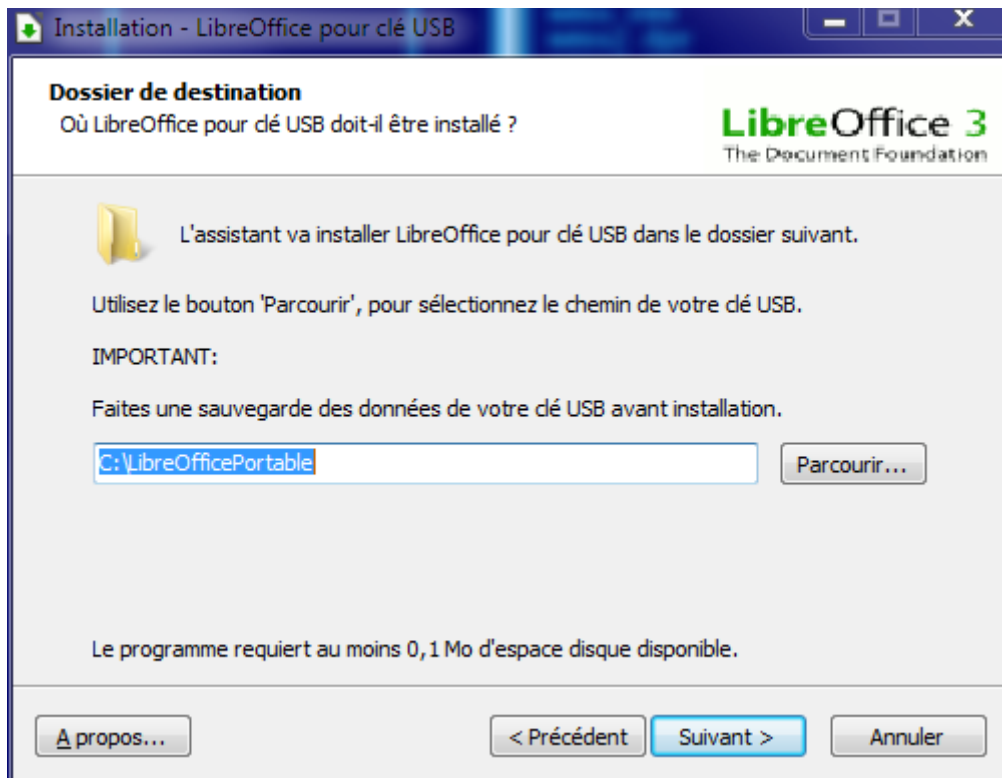 Installation - LibreOffice pour clé USB
Dossier de destination
Où LibreOffice pour clé USB doit-il être installé ?
LibreOffice 3
The Document Foundation
L'assistant va installer LibreOffice pour clé USB dans le dossier suivant.
Utilisez le bouton 'Parcourir', pour sélectionnez le chemin de votre clé USB.
IMPORTANT:
Faites une sauvegarde des données de votre clé USB avant installation.
C:\LibreOfficePortable
Parcourir...
Le programme requiert au moins 0,1 Mo d'espace disque disponible.
A propos...
< Précédent
Suivant >
Annuler